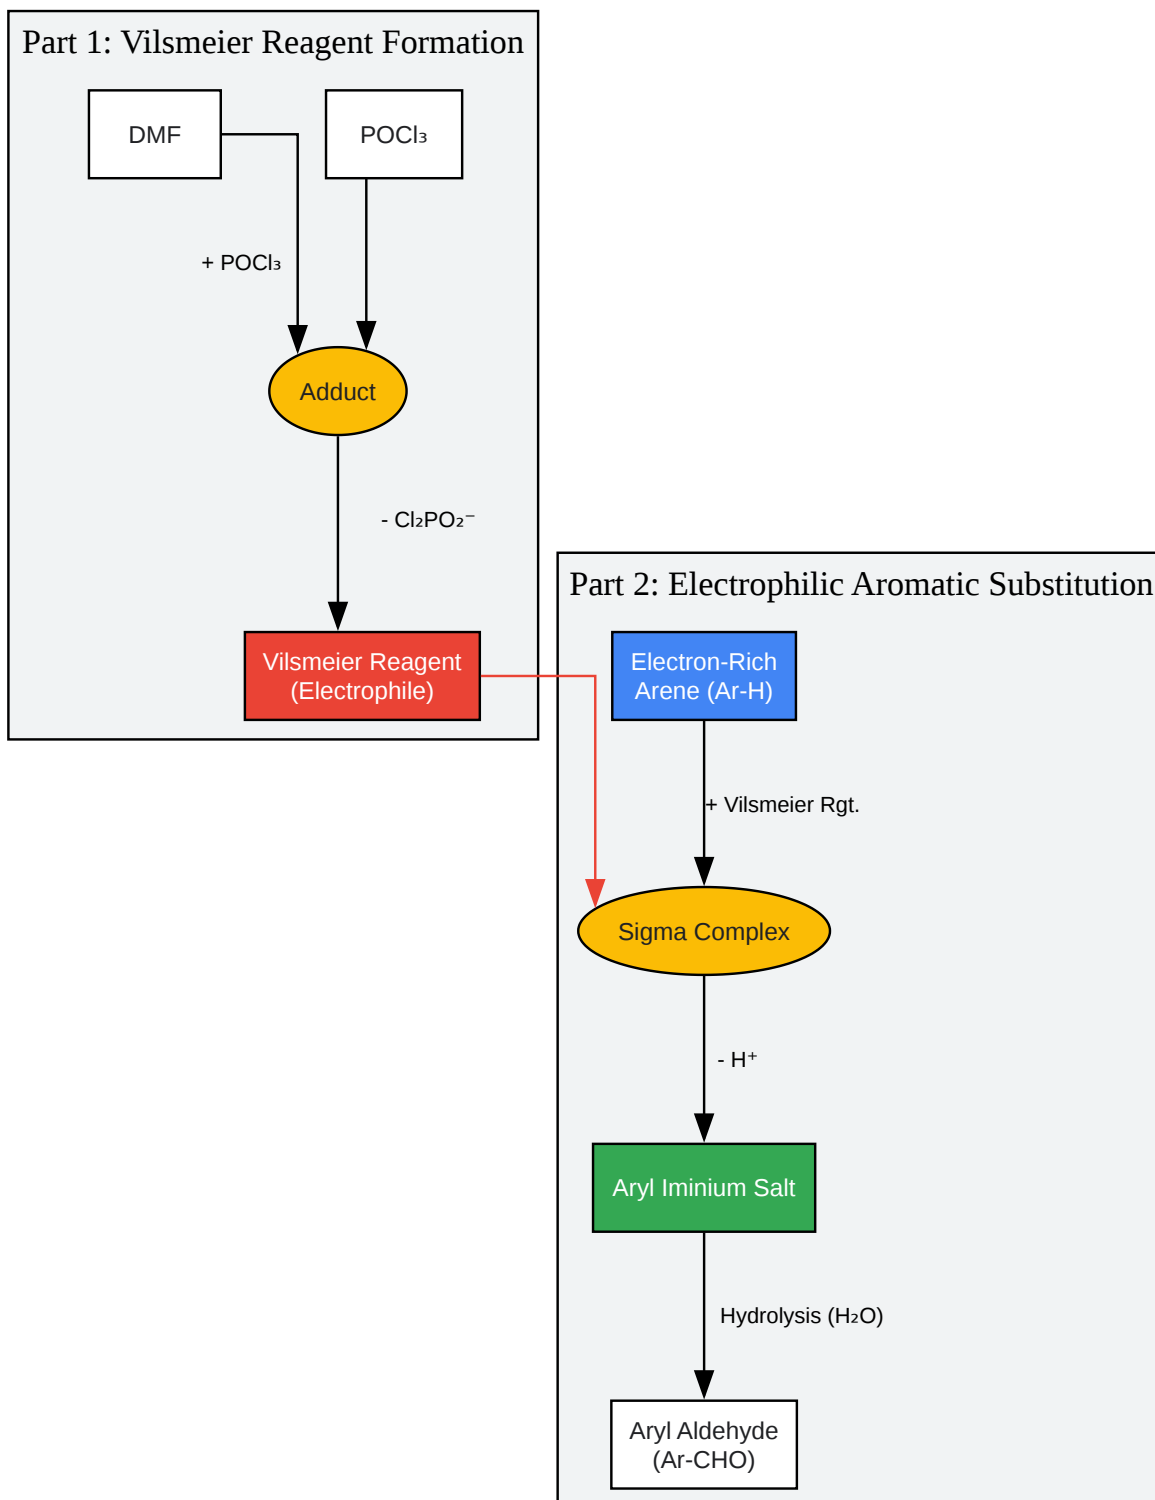 Part 1: Vilsmeier Reagent Formation
DMF
POCl₃
+ POCl₃
Adduct
- Cl₂PO₂⁻
Vilsmeier Reagent
(Electrophile)
Part 2: Electrophilic Aromatic Substitution
Electron-Rich
Arene (Ar-H)
+ Vilsmeier Rgt.
Sigma Complex
- H⁺
Aryl Iminium Salt
Hydrolysis (H₂O)
Aryl Aldehyde
(Ar-CHO)